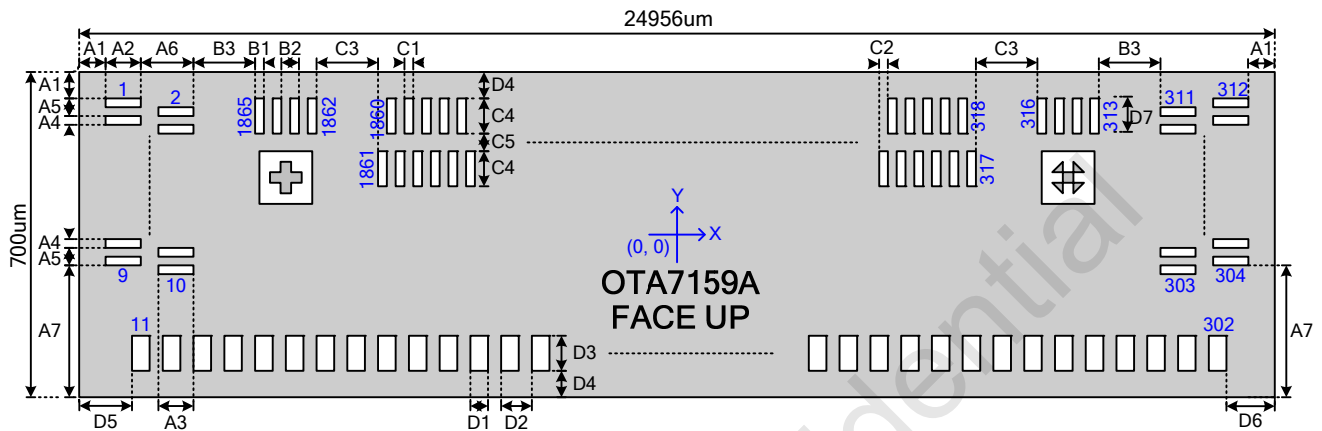 24956um
A1 A2 A6 B3 B1 B2 C3 C1 C2 C3 B3 A1
A1 1 2 D4 311 312
A5 1865 1862 1860 C4 318 316 313 D7
A4 C5
1861 C4 317
700um
Y
X
(0, 0)
A4
A5
9 10 303 304
OTA7159A
FACE UP
A7 11 302 A7
D3
D4
D5 A3 D1 D2 D6